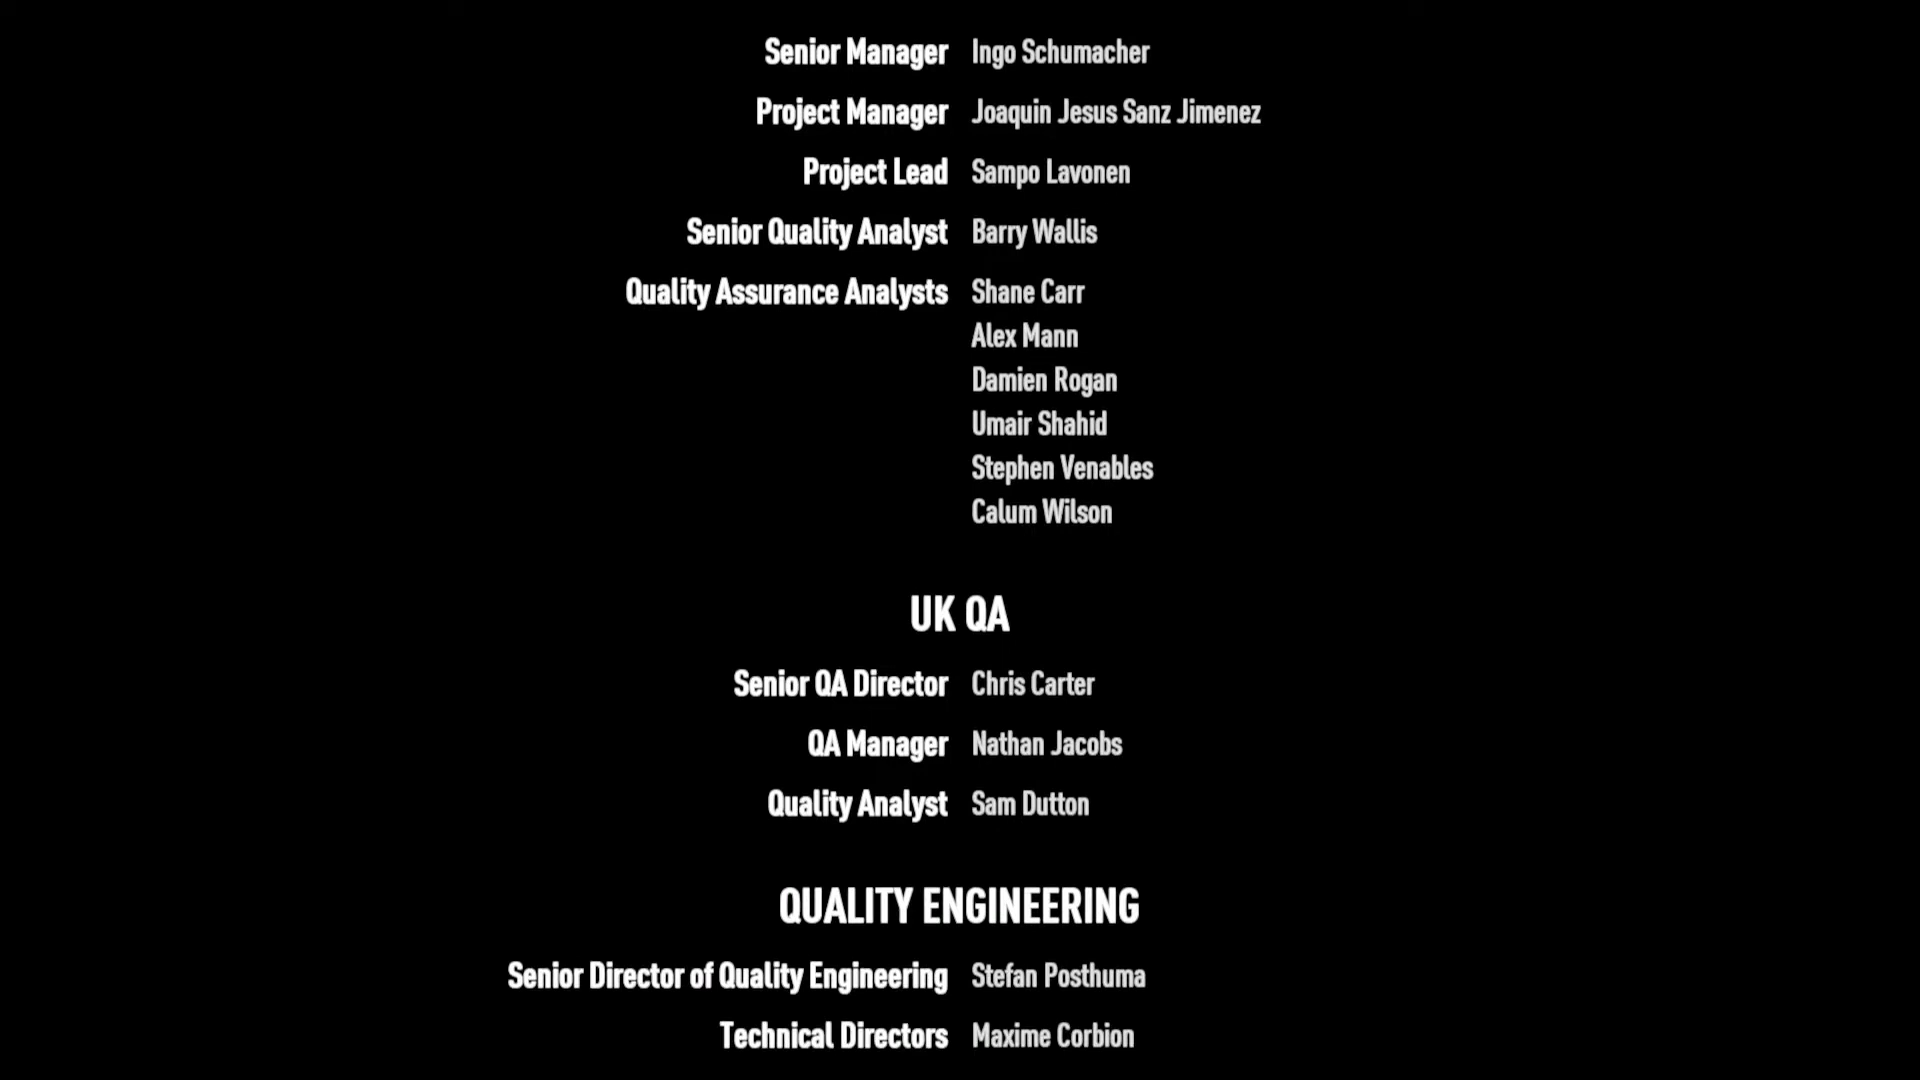 Senior Manager Ingo Schumacher
Project Manager Joaquin Jesus Sanz Jimenez
Project Lead Sampo Lavonen
Senior Quality Analyst Barry Wallis
Quality Assurance Analysts Shane Carr
Alex Mann
Damien Rogan
Umair Shahid
Stephen Venables
Calum Wilson
UK QA
Senior QA Director Chris Carter
QA Manager Nathan Jacobs
Quality Analyst Sam Dutton
QUALITY ENGINEERING
Senior Director of Quality Engineering Stefan Posthuma
Technical Directors Maxime Corbion